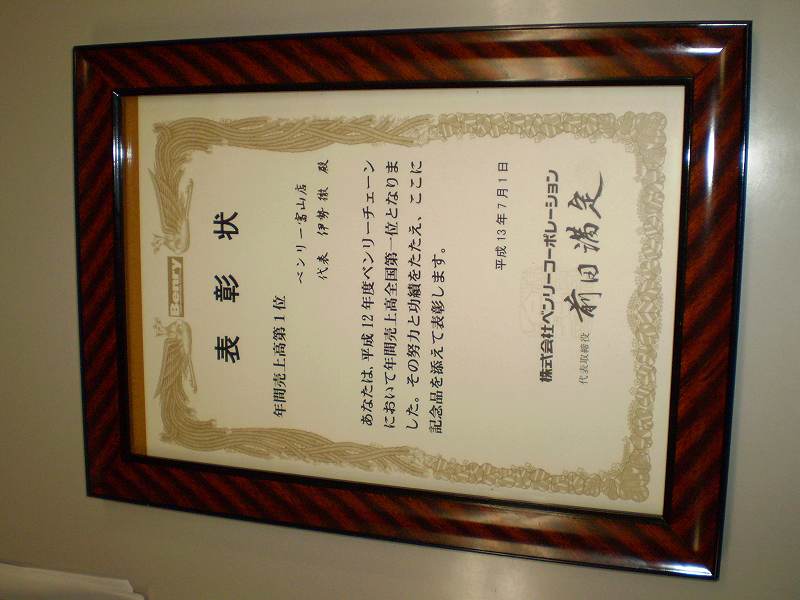 Benry
表彰状
年間売上高第1位
ベンリー富山店
代表 伊勢 徹 殿
あなたは、平成12年度ベンリーチェーン
において年間売上高全国第一位となりま
した。その努力と功績をたたえ、ここに
記念品を添えて表彰します。
平成13年7月1日
株式会社ベンリーコーポレーション
代表取締役 前田満定